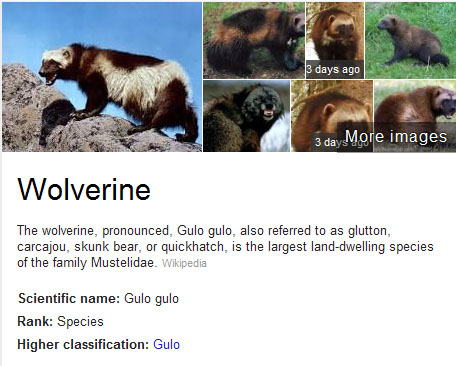 3 days ago
3 days ago
More images
Wolverine
The wolverine, pronounced, Gulo gulo, also referred to as glutton,
carcajou, skunk bear, or quickhatch, is the largest land-dwelling species
of the family Mustelidae. Wikipedia
Scientific name: Gulo gulo
Rank: Species
Higher classification: Gulo